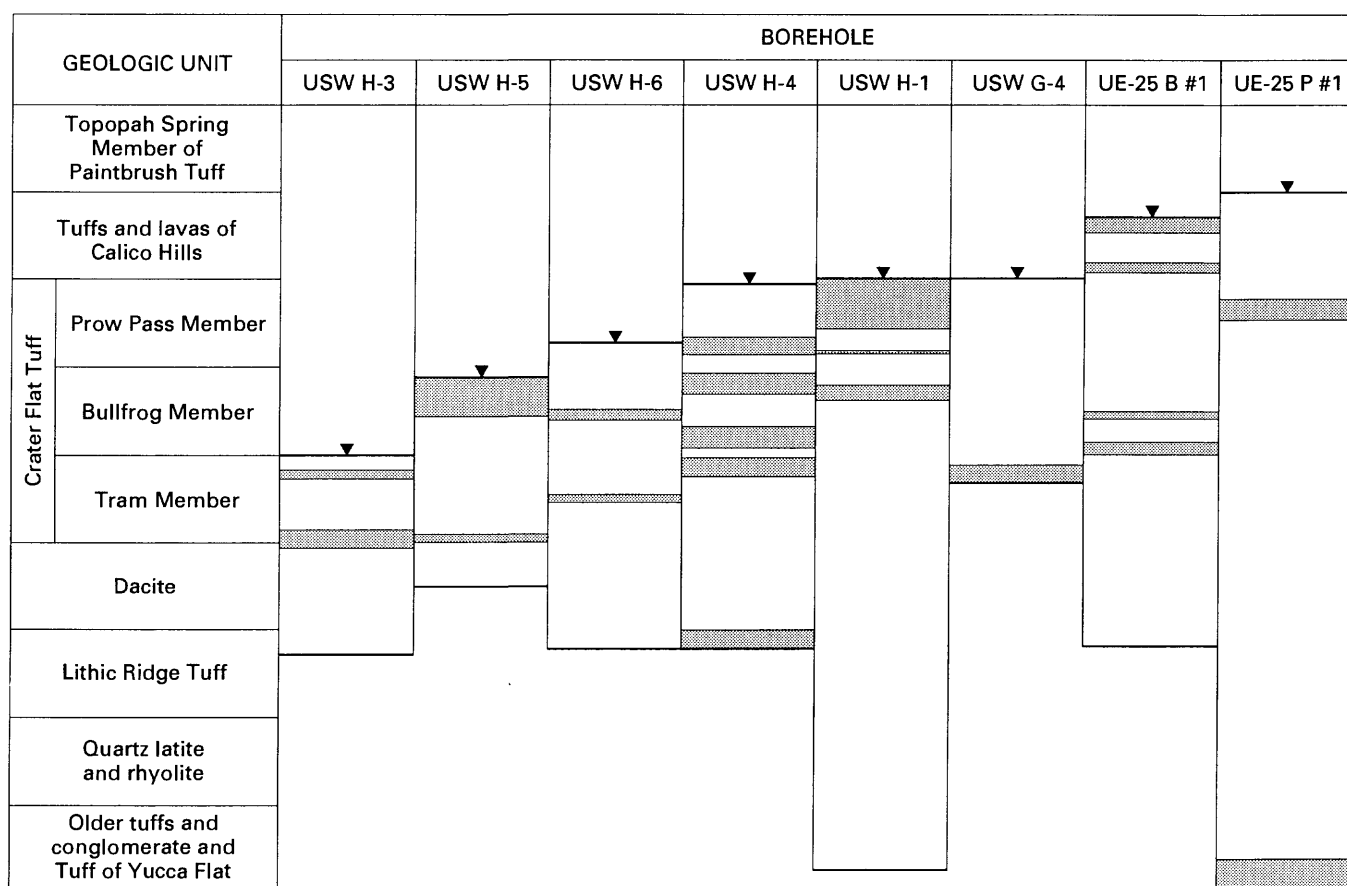 GEOLOGIC UNIT
BOREHOLE
USW H-3
USW H-5
USW H-6
USW H-4
USW H-1
USW G-4
UE-25 B #1
UE-25 P #1
Topopah Spring
Member of
Paintbrush Tuff
Tuffs and lavas of
Calico Hills
Crater Flat Tuff
Prow Pass Member
Bullfrog Member
Tram Member
Dacite
Lithic Ridge Tuff
Quartz latite
and rhyolite
Older tuffs and
conglomerate and
Tuff of Yucca Flat